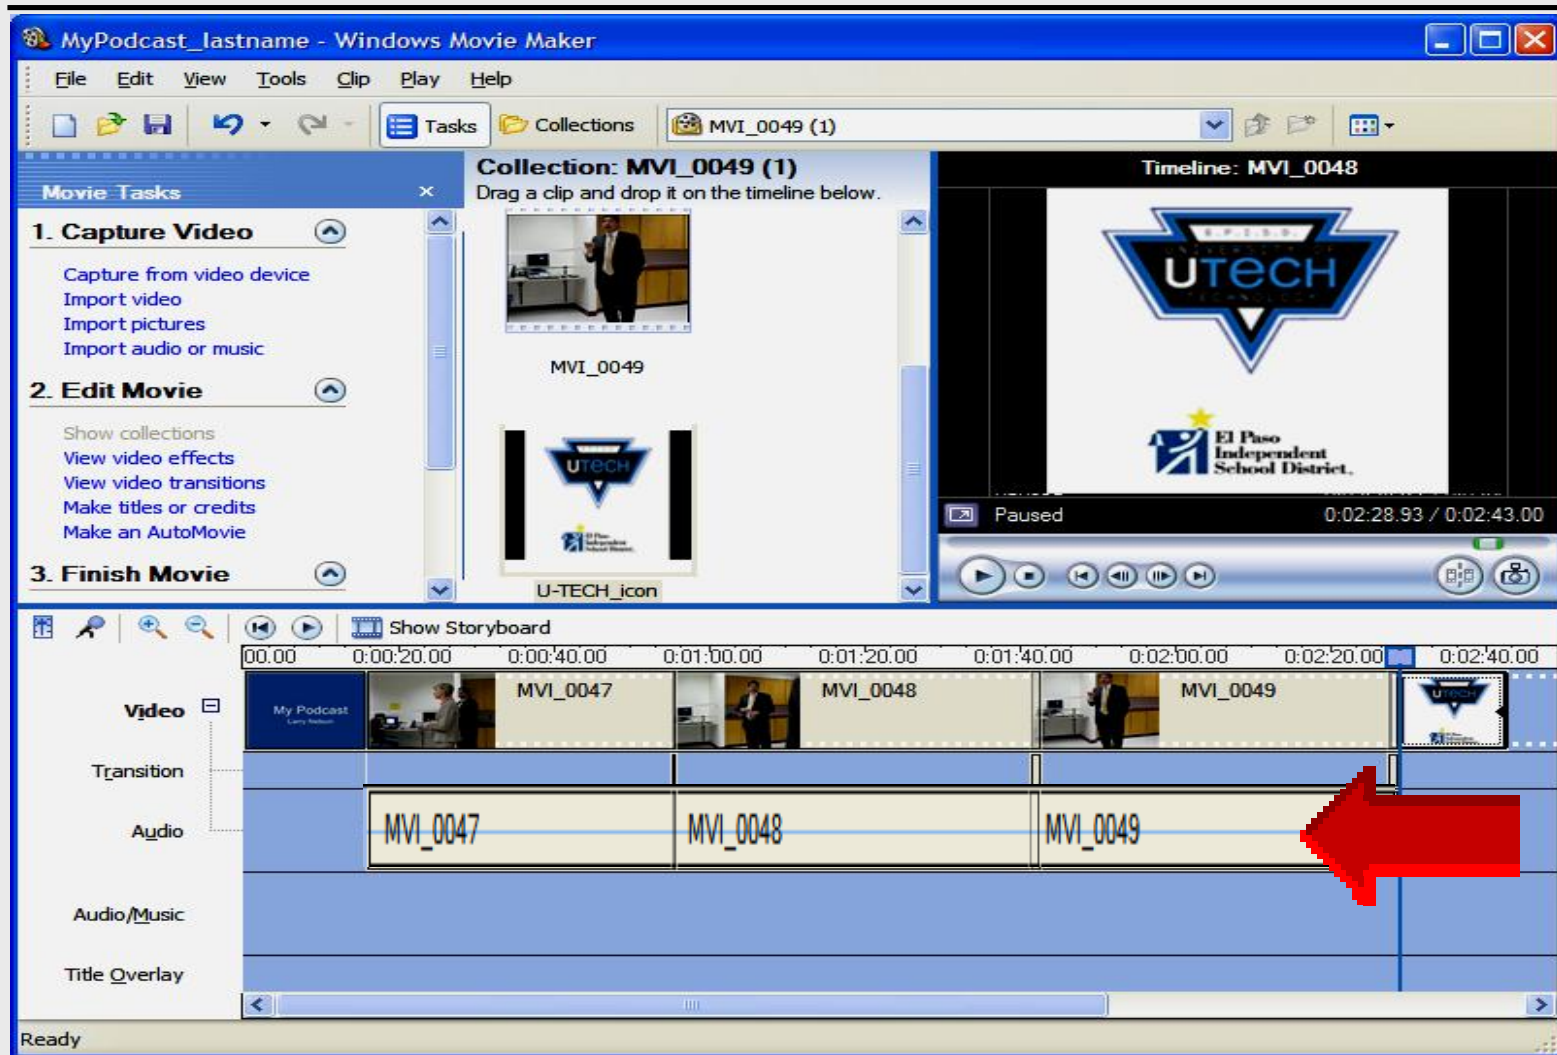 MyPodcast_lastname - Windows Movie Maker
File Edit View Tools Clip Play Help
Tasks Collections MVI_0049 (1)
Movie Tasks
1. Capture Video
Capture from video device
Import video
Import pictures
Import audio or music
2. Edit Movie
Show collections
View video effects
View video transitions
Make titles or credits
Make an AutoMovie
3. Finish Movie
Collection: MVI_0049 (1)
Drag a clip and drop it on the timeline below.
MVI_0049
UTECH
U-TECH_icon
Timeline: MVI_0048
E.P.I.S.D.
UNIVERSITY OF
UTECH
TECHNOLOGY
El Paso
Independent
School District.
Paused 0:02:28.93 / 0:02:43.00
Show Storyboard
00.00 0:00:20.00 0:00:40.00 0:01:00.00 0:01:20.00 0:01:40.00 0:02:00.00 0:02:20.00 0:02:40.00
Video
My Podcast
Larry Nelson
MVI_0047 MVI_0048 MVI_0049
UTECH
Transition
Audio
MVI_0047 MVI_0048 MVI_0049
Audio/Music
Title Overlay
Ready